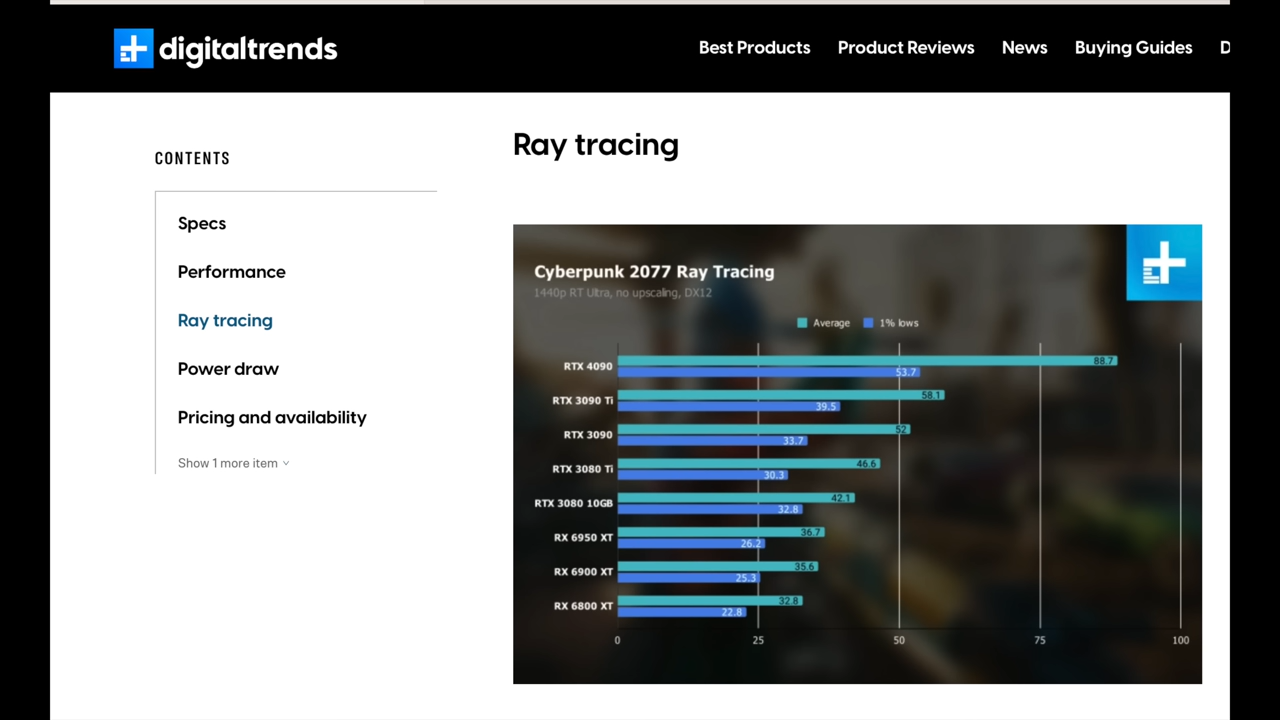 digitaltrends
Best Products Product Reviews News Buying Guides D
CONTENTS
Specs
Performance
Ray tracing
Power draw
Pricing and availability
Show 1 more item
Ray tracing
Cyberpunk 2077 Ray Tracing
1440p RT Ultra, no upscaling, DX12
Average 1% lows
RTX 4090 88.7
53.7
RTX 3090 Ti 58.1
39.5
RTX 3090 52
33.7
RTX 3080 Ti 46.6
30.3
RTX 3080 10GB 42.1
32.8
RX 6950 XT 36.7
26.2
RX 6900 XT 35.6
25.3
RX 6800 XT 32.8
22.8
0 25 50 75 100